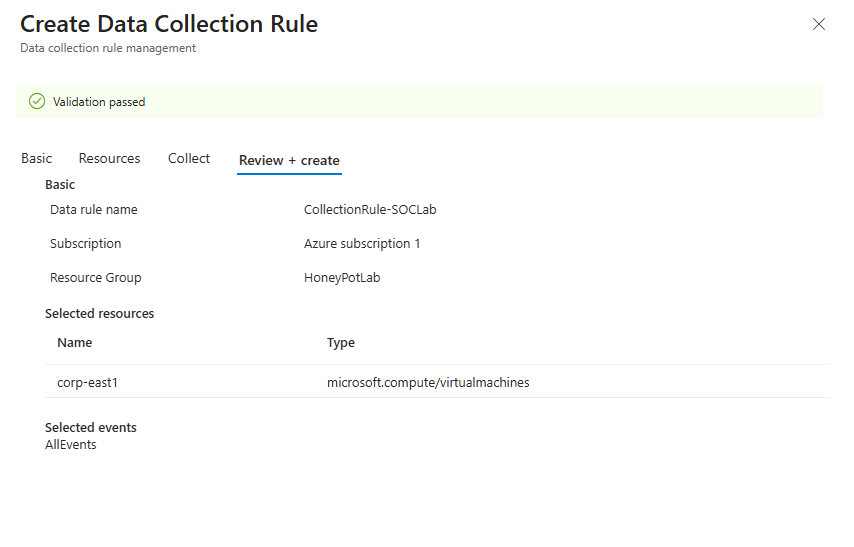 Create Data Collection Rule
Data collection rule management
Validation passed
Basic Resources Collect Review + create
Basic
Data rule name CollectionRule-SOCLab
Subscription Azure subscription 1
Resource Group HoneyPotLab
Selected resources
Name Type
corp-east1 microsoft.compute/virtualmachines
Selected events
AllEvents